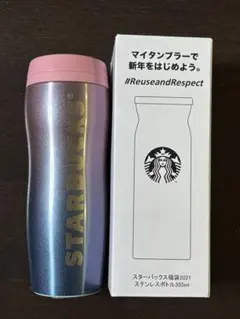 STARBUCKS®
マイタンブラーで
新年をはじめよう。
#ReuseandRespect
スターバックス福袋2021
ステンレスボトル355ml